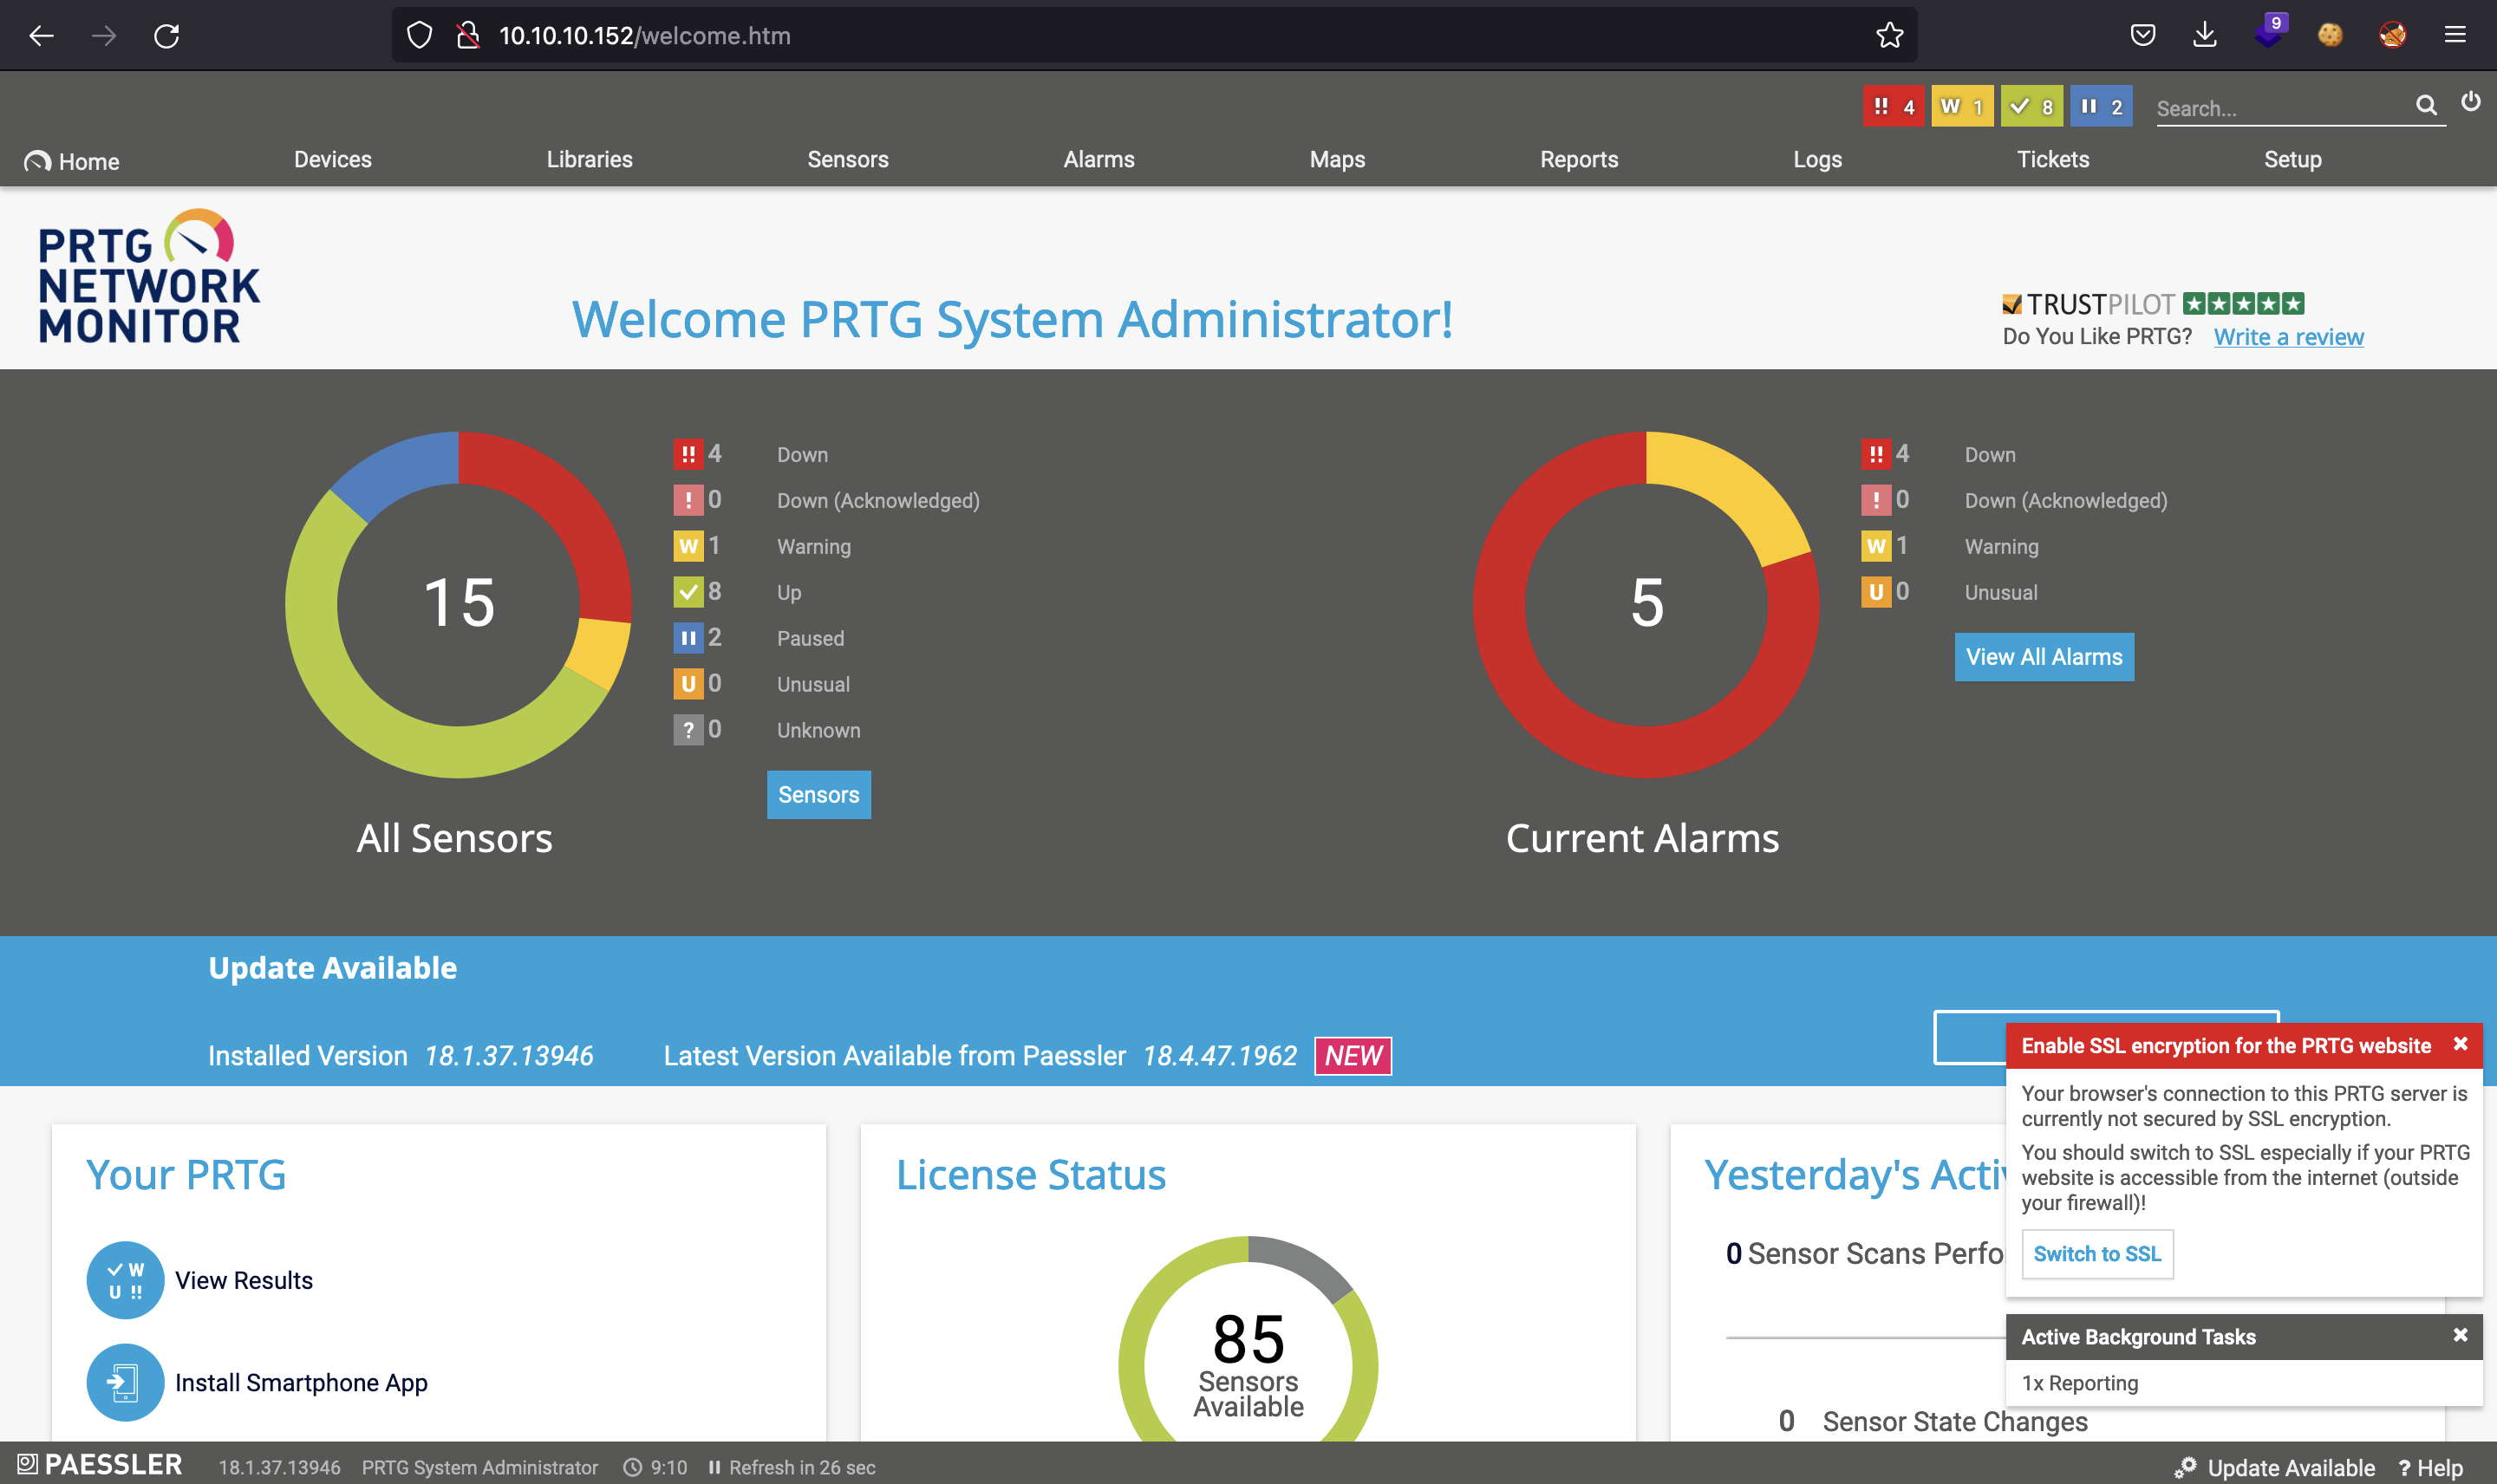 10.10.10.152/welcome.htm
9
!! 4 W 1 8 2 Search...
Home Devices Libraries Sensors Alarms Maps Reports Logs Tickets Setup
PRTG
NETWORK
MONITOR
Welcome PRTG System Administrator!
TRUSTPILOT
Do You Like PRTG? Write a review
15
!! 4 Down
! 0 Down (Acknowledged)
W 1 Warning
8 Up
2 Paused
U 0 Unusual
? 0 Unknown
Sensors
All Sensors
5
!! 4 Down
! 0 Down (Acknowledged)
W 1 Warning
U 0 Unusual
View All Alarms
Current Alarms
Update Available
Installed Version 18.1.37.13946 Latest Version Available from Paessler 18.4.47.1962 NEW
Enable SSL encryption for the PRTG website
Your browser's connection to this PRTG server is
currently not secured by SSL encryption.
You should switch to SSL especially if your PRTG
website is accessible from the internet (outside
your firewall)!
Switch to SSL
Active Background Tasks
1x Reporting
Your PRTG
W
U !!
View Results
Install Smartphone App
License Status
85
Sensors
Available
Yesterday's
0 Sensor Scans
0 Sensor State Changes
PAESSLER 18.1.37.13946 PRTG System Administrator 9:10 Refresh in 26 sec Update Available ? Help